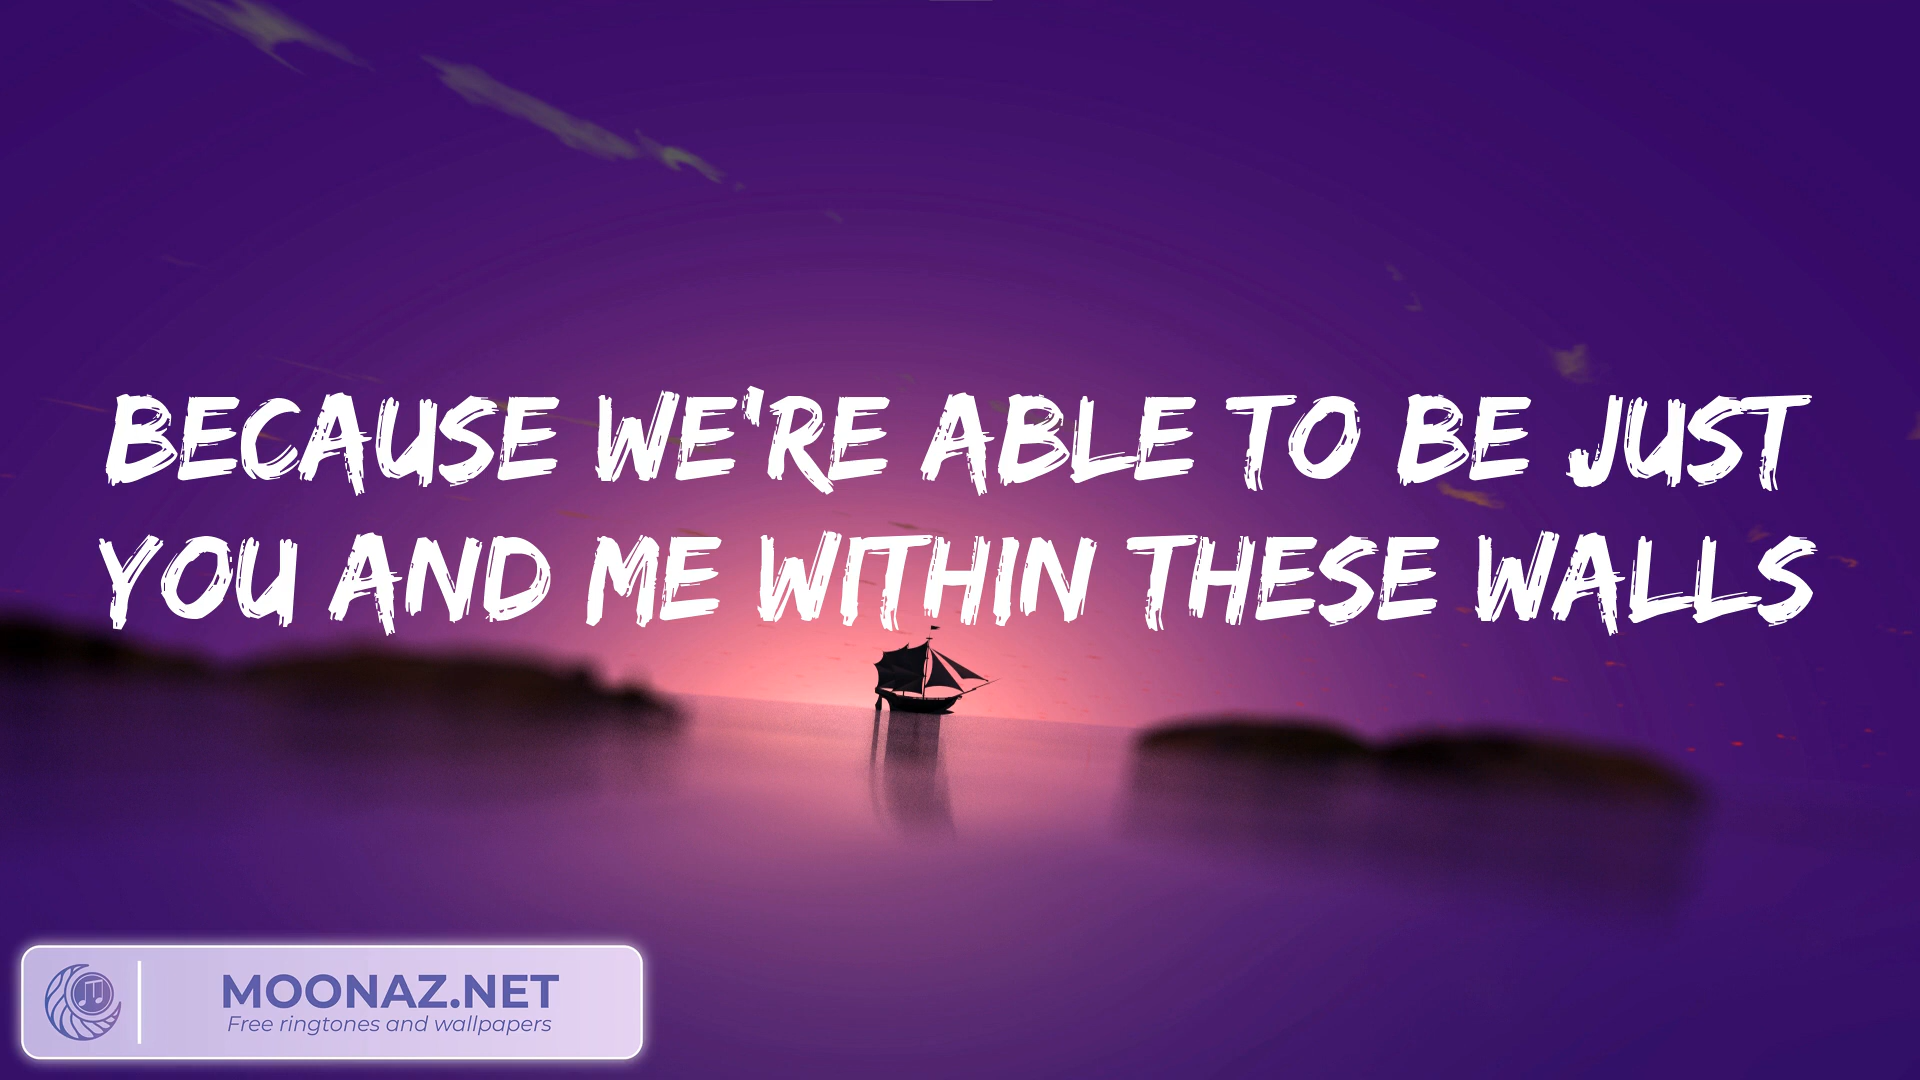 BECAUSE WE'RE ABLE TO BE JUST
YOU AND ME WITHIN THESE WALLS
MOONAZ.NET
Free ringtones and wallpapers